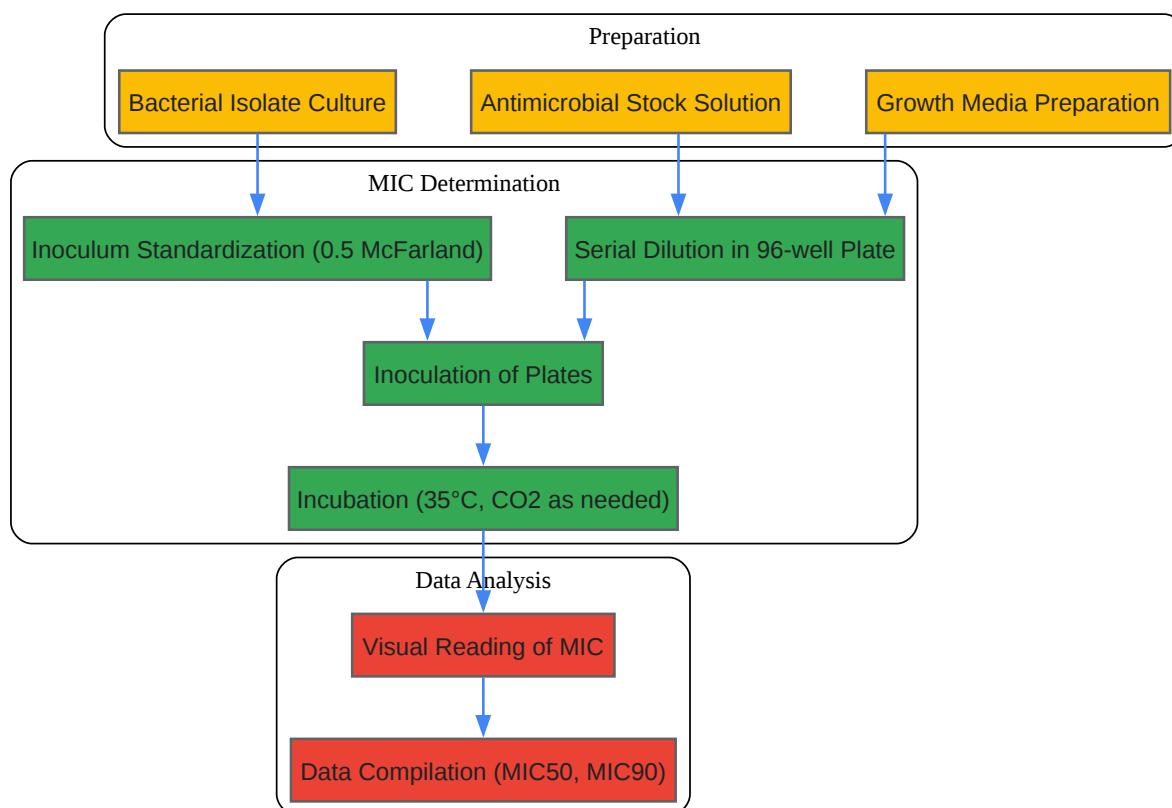 Preparation
Bacterial Isolate Culture
Antimicrobial Stock Solution
Growth Media Preparation
MIC Determination
Inoculum Standardization (0.5 McFarland)
Serial Dilution in 96-well Plate
Inoculation of Plates
Incubation (35°C, CO2 as needed)
Data Analysis
Visual Reading of MIC
Data Compilation (MIC50, MIC90)